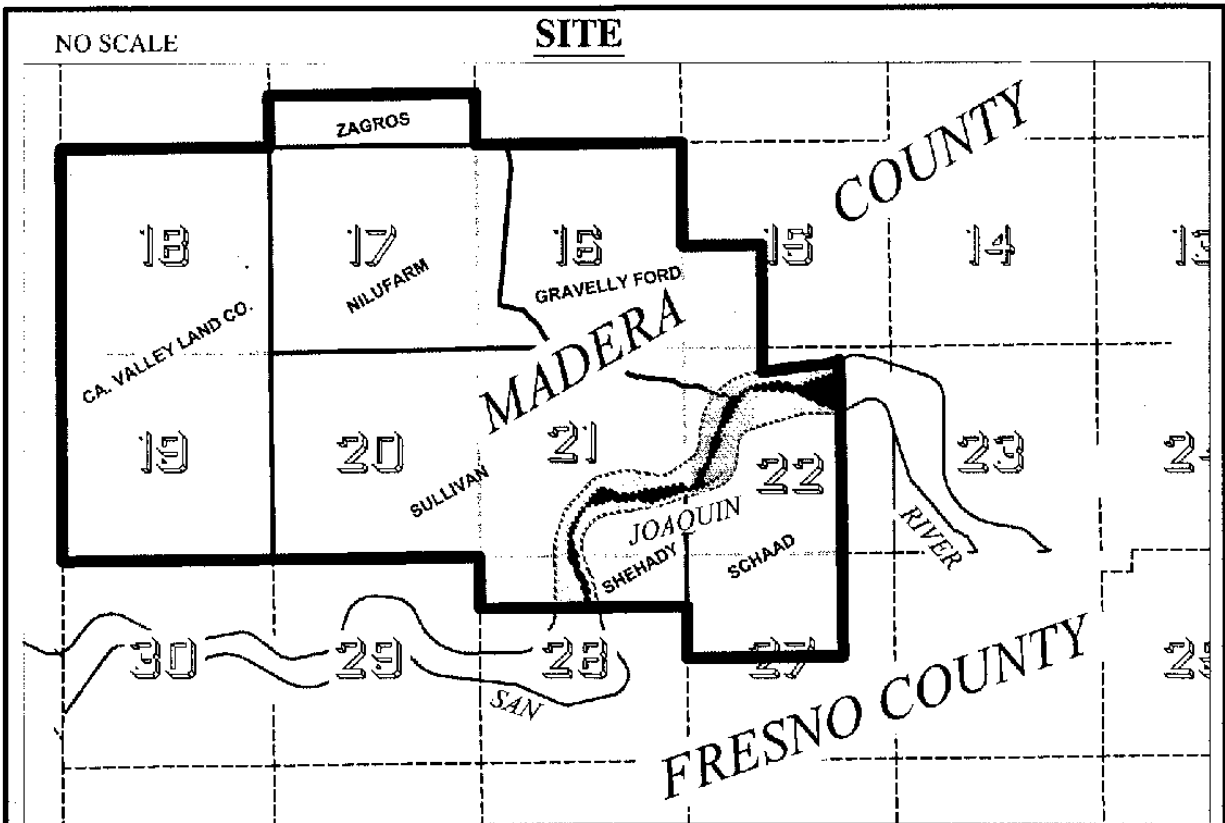 NO SCALE
SITE
ZAGROS
COUNTY
18
17
16
15
14
13
NILUFARM
GRAVELLY FORD
CA. VALLEY LAND CO.
MADERA
19
20
21
22
23
SULLIVAN
JOAQUIN
RIVER
SHEHADY
SCHAAD
30
29
28
27
SAN
FRESNO COUNTY